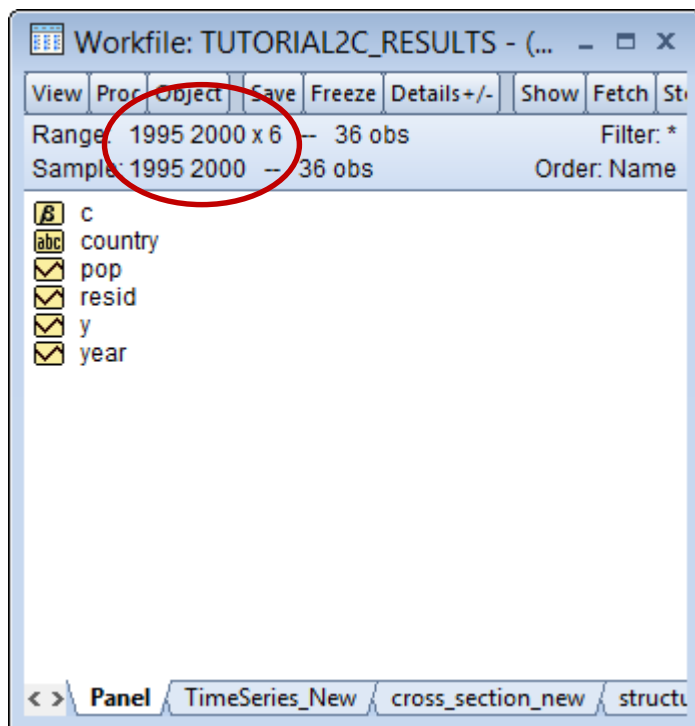 Workfile: TUTORIAL2C_RESULTS - (...
View Proc Object Save Freeze Details+/- Show Fetch
Range: 1995 2000 x 6 -- 36 obs Filter: *
Sample: 1995 2000 -- 36 obs Order: Name
β c
abc country
pop
resid
y
year
< > Panel TimeSeries_New cross_section_new